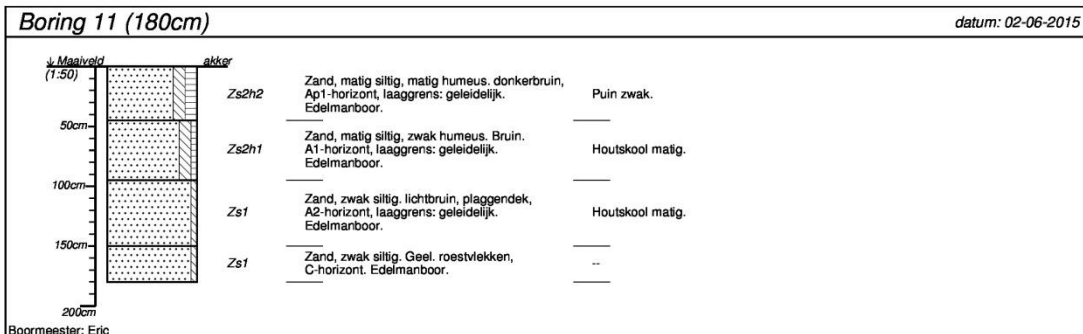 Boring 11 (180cm)
datum: 02-06-2015
↓ Maaiveld
akker
(1:50)
Zs2h2
Zand, matig siltig, matig humeus. donkerbruin,
Ap1-horizont, laaggrens: geleidelijk.
Edelmanboor.
Puin zwak.
50cm
Zs2h1
Zand, matig siltig, zwak humeus. Bruin.
A1-horizont, laaggrens: geleidelijk.
Edelmanboor.
Houtskool matig.
100cm
Zs1
Zand, zwak siltig. lichtbruin, plaggendek,
A2-horizont, laaggrens: geleidelijk.
Edelmanboor.
Houtskool matig.
150cm
Zs1
Zand, zwak siltig. Geel. roestvlekken,
C-horizont. Edelmanboor.
--
200cm
Boormeester: Eric